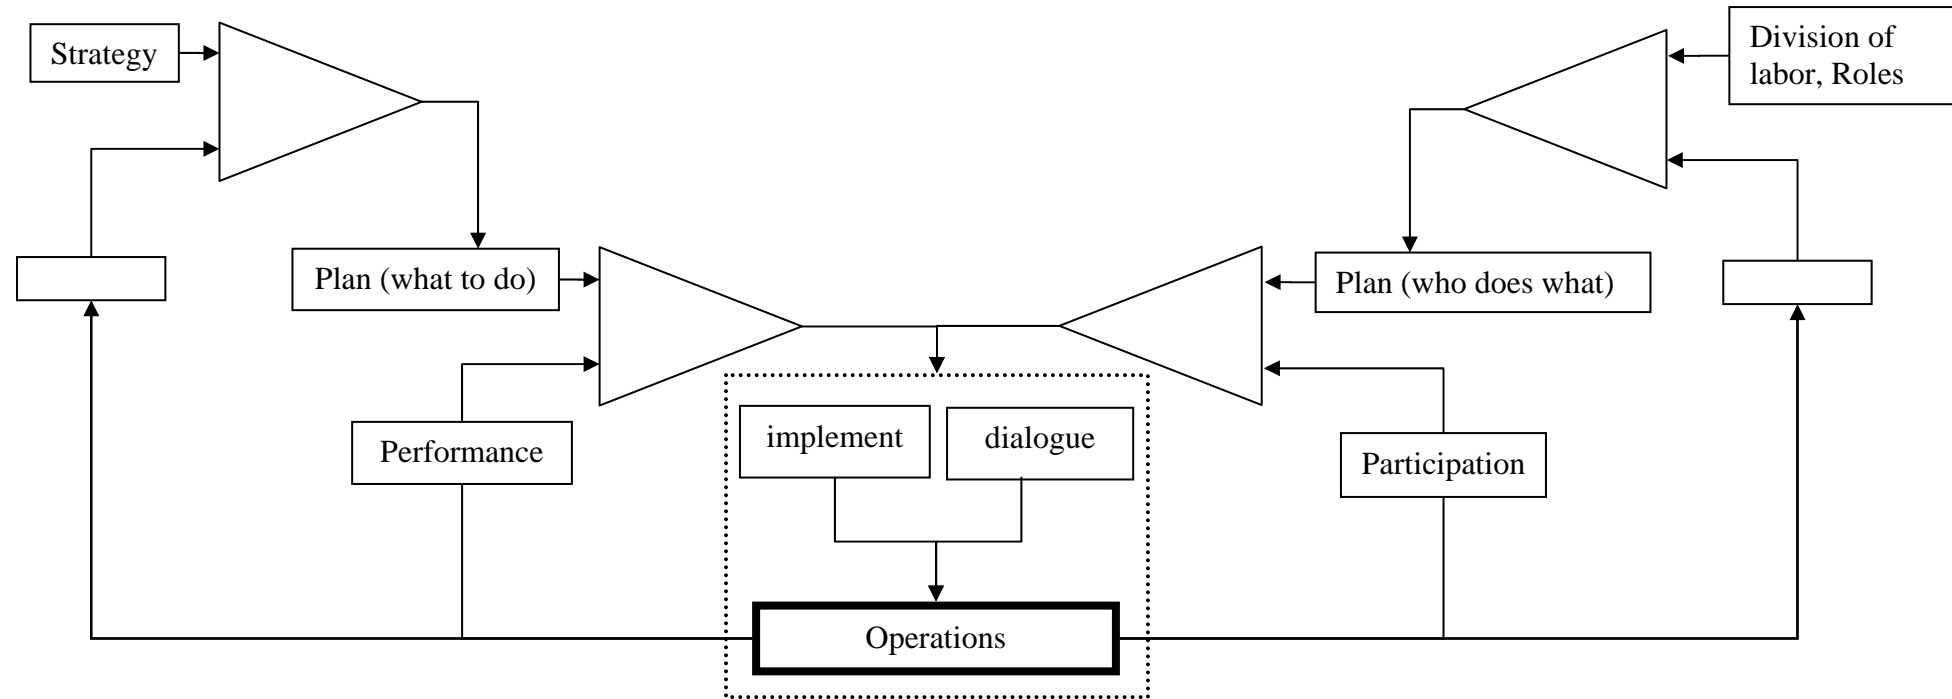 Strategy
Division of
labor, Roles
Plan (what to do)
Plan (who does what)
Performance
implement
dialogue
Participation
Operations